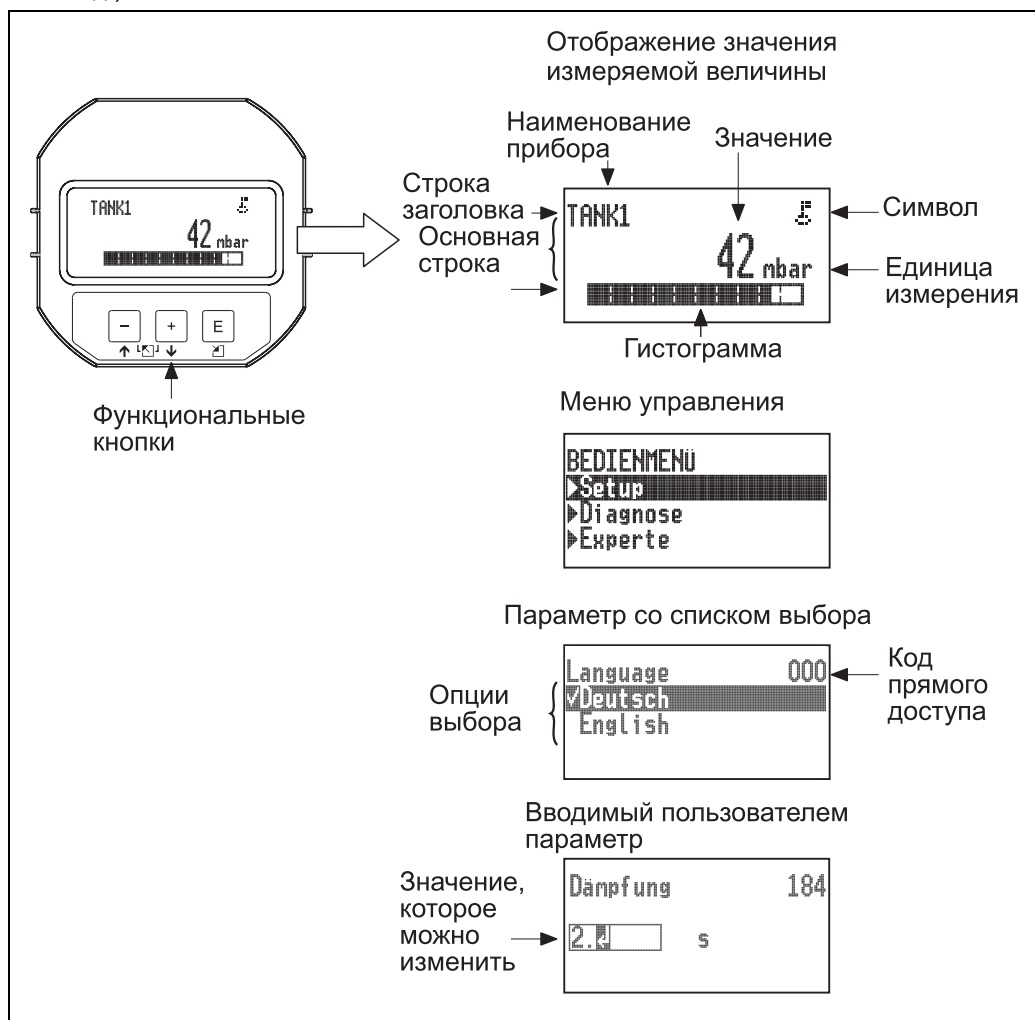 Отображение значения
измеряемой величины
Наименование
прибора
Значение
Строка
заголовка
Основная
строка
TANK1
42 mbar
TANK1
42 mbar
Символ
Единица
измерения
Гистограмма
- + E
Функциональные
кнопки
Меню управления
BEDIENMENÜ
Setup
Diagnose
Experte
Параметр со списком выбора
Опции
выбора
Language 000
✓Deutsch
English
Код
прямого
доступа
Вводимый пользователем
параметр
Значение,
которое
можно
изменить
Dämpfung 184
2. s